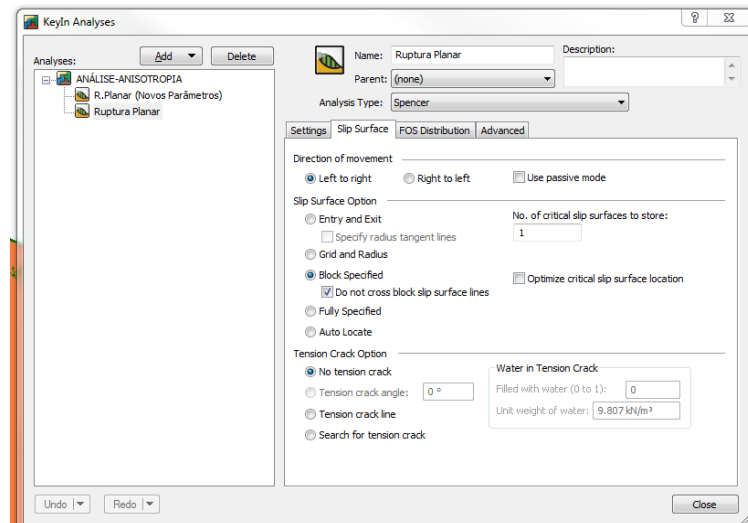 KeyIn Analyses
Analyses:
Add
Delete
ANÁLISE-ANISOTROPIA
R.Planar (Novos Parâmetros)
Ruptura Planar
Name: Ruptura Planar
Description:
Parent: (none)
Analysis Type: Spencer
Settings Slip Surface FOS Distribution Advanced
Direction of movement
Left to right Right to left Use passive mode
Slip Surface Option
Entry and Exit
No. of critical slip surfaces to store:
Specify radius tangent lines
1
Grid and Radius
Block Specified
Optimize critical slip surface location
Do not cross block slip surface lines
Fully Specified
Auto Locate
Tension Crack Option
No tension crack
Water in Tension Crack
Tension crack angle: 0 °
Filled with water (0 to 1): 0
Tension crack line
Unit weight of water: 9.807 kN/m³
Search for tension crack
Undo Redo Close